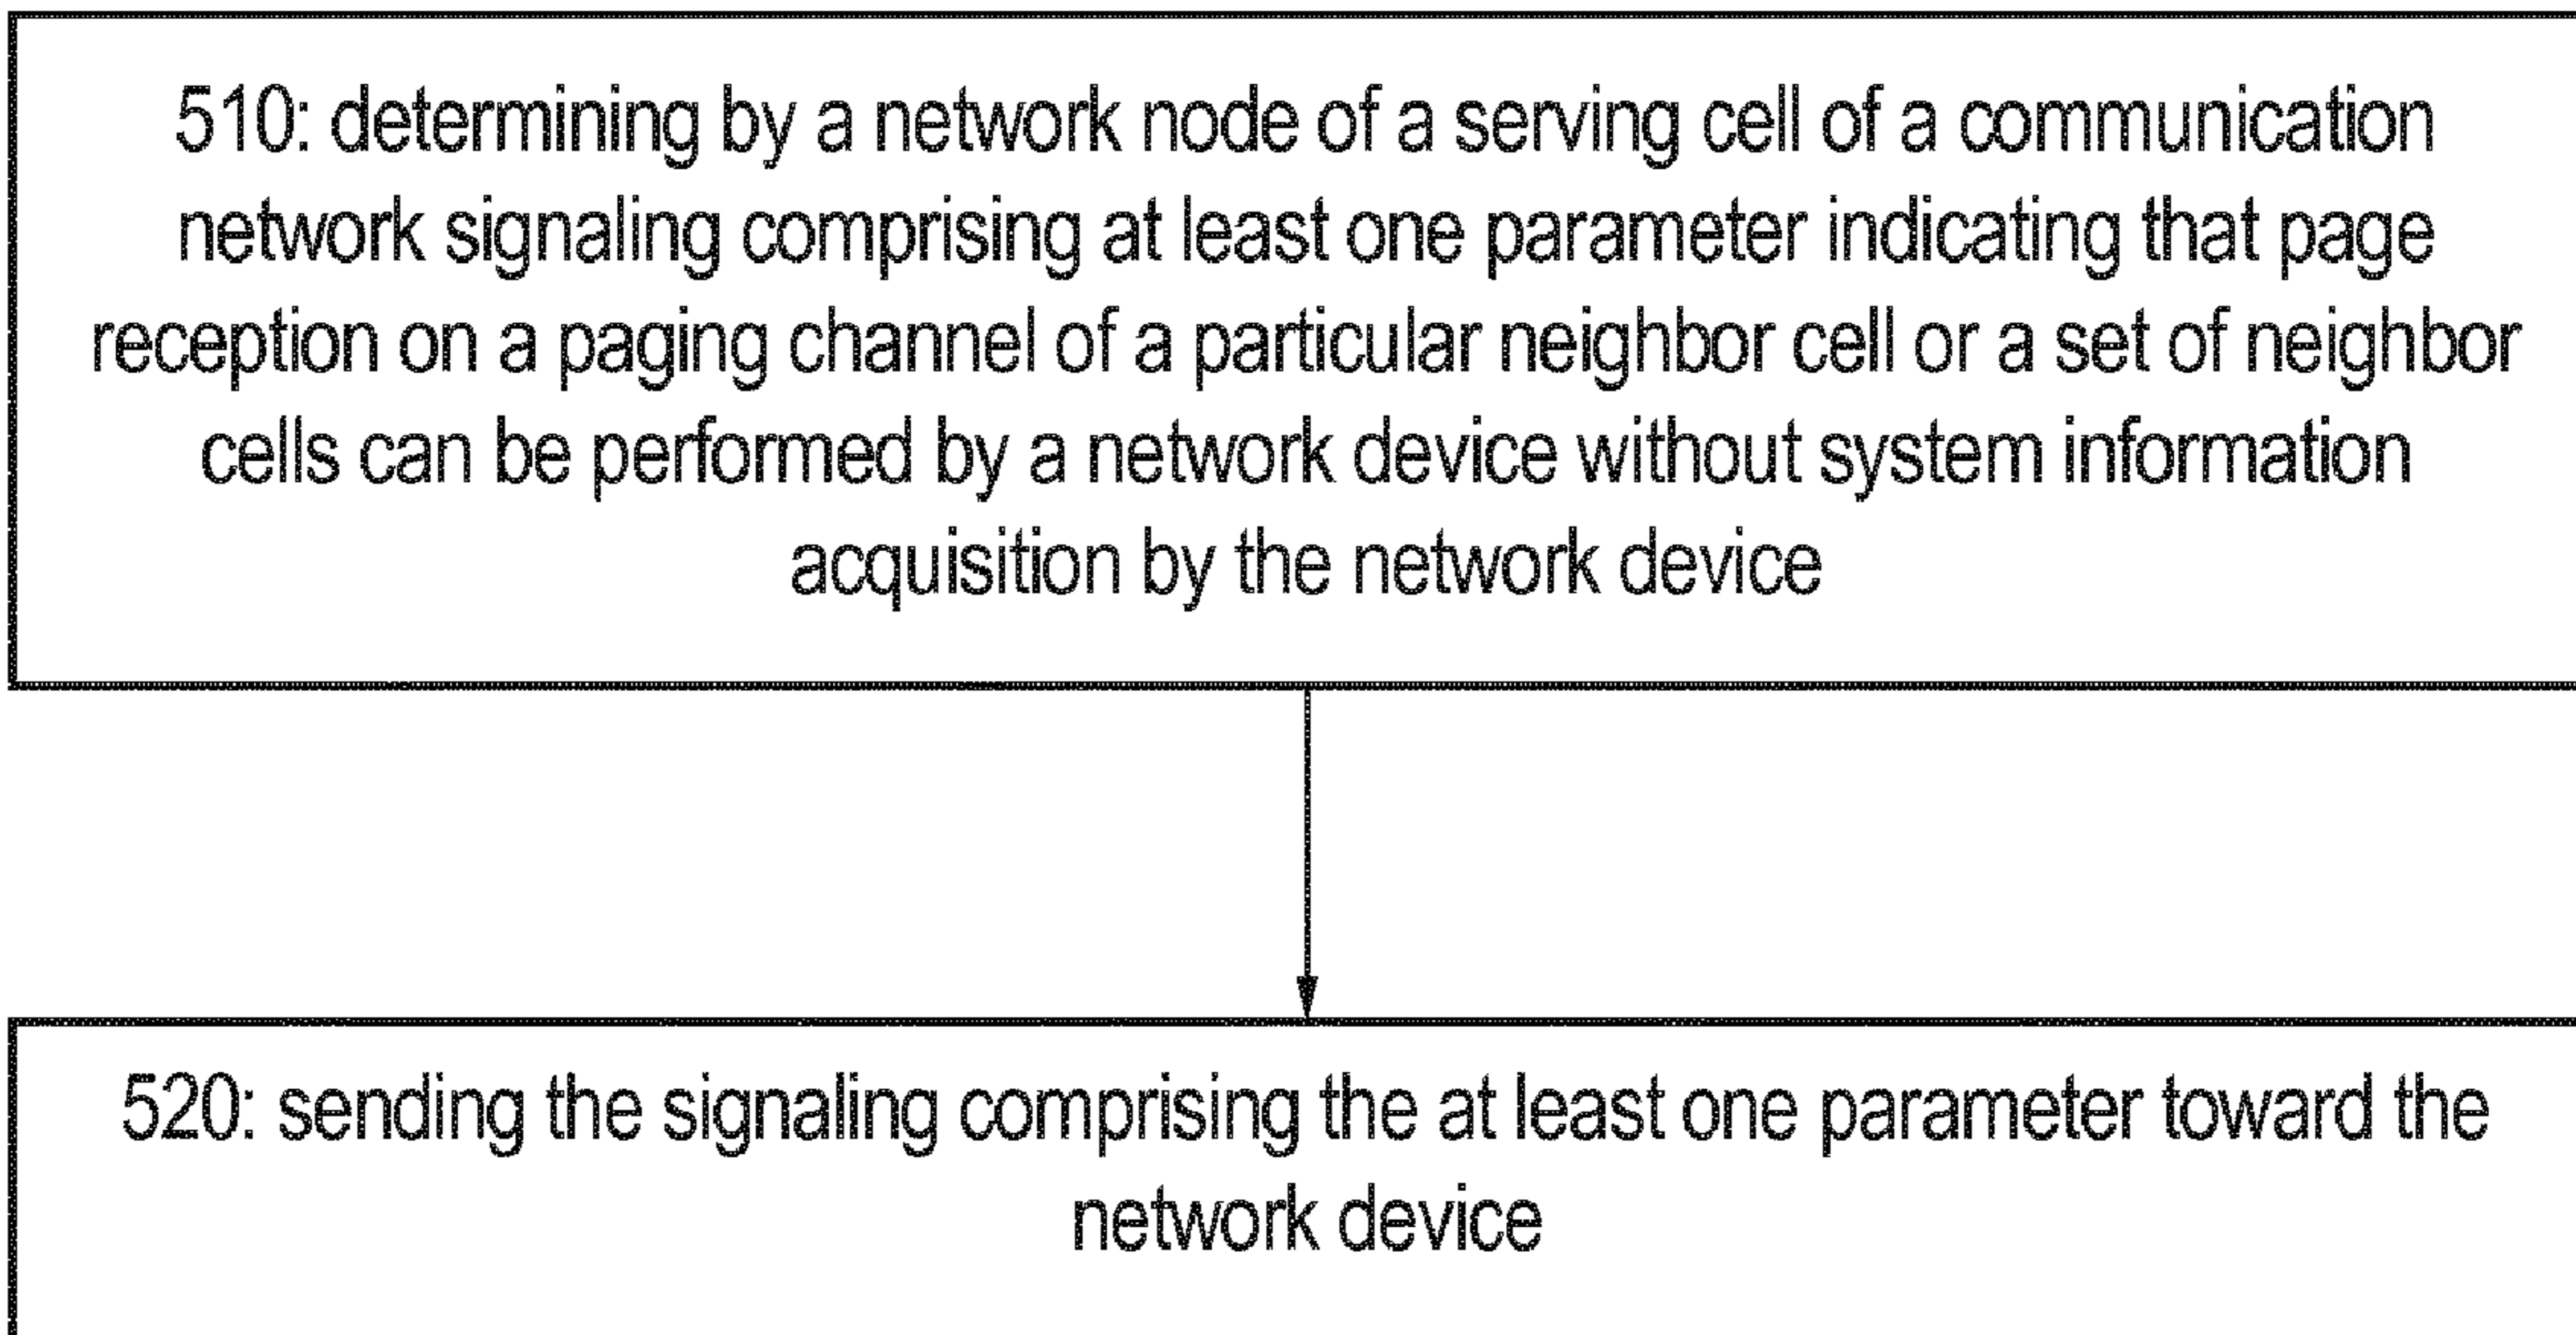 510: determining by a network node of a serving cell of a communication
network signaling comprising at least one parameter indicating that page
reception on a paging channel of a particular neighbor cell or a set of neighbor
cells can be performed by a network device without system information
acquisition by the network device
520: sending the signaling comprising the at least one parameter toward the
network device